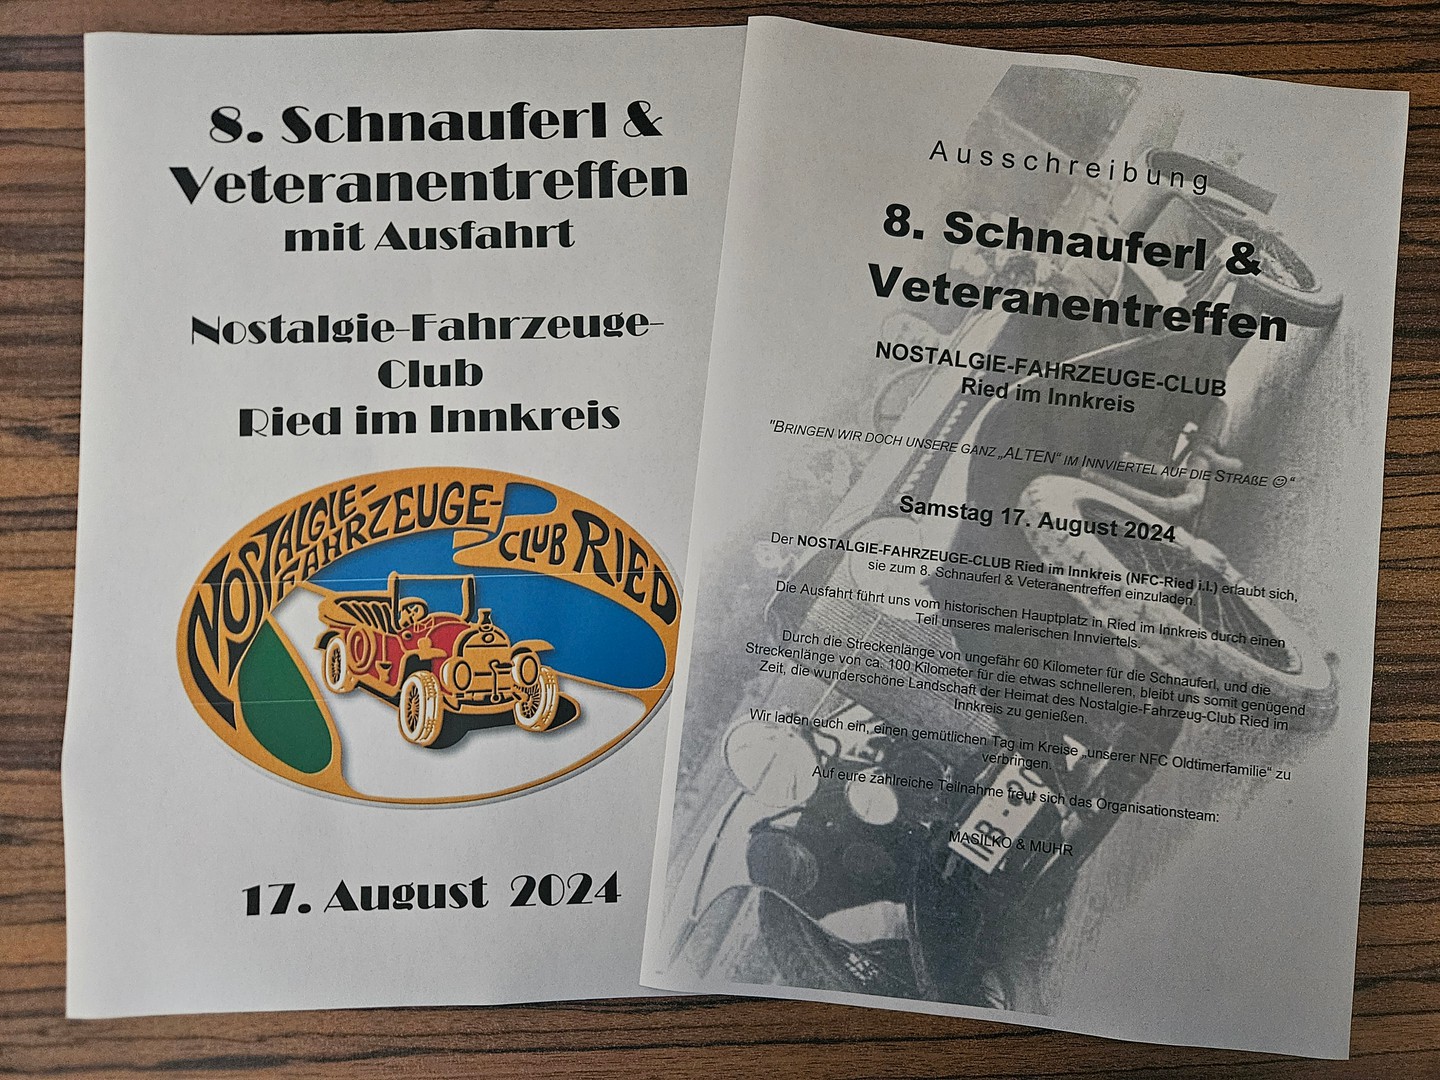 8. Schnauferl &
Veteranentreffen
mit Ausfahrt
Nostalgie-Fahrzeuge-
Club
Ried im Innkreis
NOSTALGIE-
FAHRZEUGE-
CLUB RIED
17. August 2024
Ausschreibung
8. Schnauferl &
Veteranentreffen
NOSTALGIE-FAHRZEUGE-CLUB
Ried im Innkreis
"BRINGEN WIR DOCH UNSERE GANZ „ALTEN“ IM INNVIERTEL AUF DIE STRAßE ☺“
Samstag 17. August 2024
Der NOSTALGIE-FAHRZEUGE-CLUB Ried im Innkreis (NFC-Ried i.I.) erlaubt sich,
sie zum 8. Schnauferl & Veteranentreffen einzuladen.
Die Ausfahrt führt uns vom historischen Hauptplatz in Ried im Innkreis durch einen
Teil unseres malerischen Innviertels.
Durch die Streckenlänge von ungefähr 60 Kilometer für die Schnauferl, und die
Streckenlänge von ca. 100 Kilometer für die etwas schnelleren, bleibt uns somit genügend
Zeit, die wunderschöne Landschaft der Heimat des Nostalgie-Fahrzeug-Club Ried im
Innkreis zu genießen.
Wir laden euch ein, einen gemütlichen Tag im Kreise „unserer NFC Oldtimerfamilie“ zu
verbringen.
Auf eure zahlreiche Teilnahme freut sich das Organisationsteam:
MASILKO & MUHR